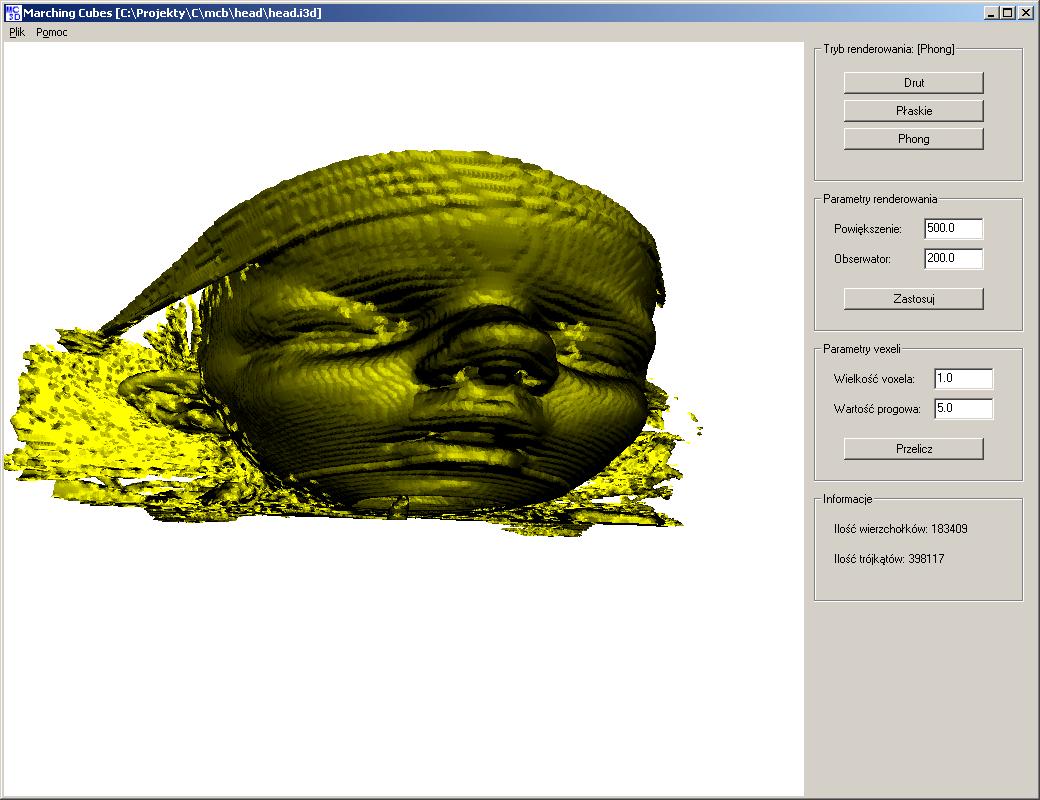 MC
3D
Marching Cubes [C:\Projekty\C\mcb\head\head.i3d]
Plik Pomoc
Tryb renderowania: [Phong]
Drut
Płaskie
Phong
Parametry renderowania
Powiększenie: 500.0
Obserwator: 200.0
Zastosuj
Parametry vexeli
Wielkość voxela: 1.0
Wartość progowa: 5.0
Przelicz
Informacje
Ilość wierzchołków: 183409
Ilość trójkątów: 398117